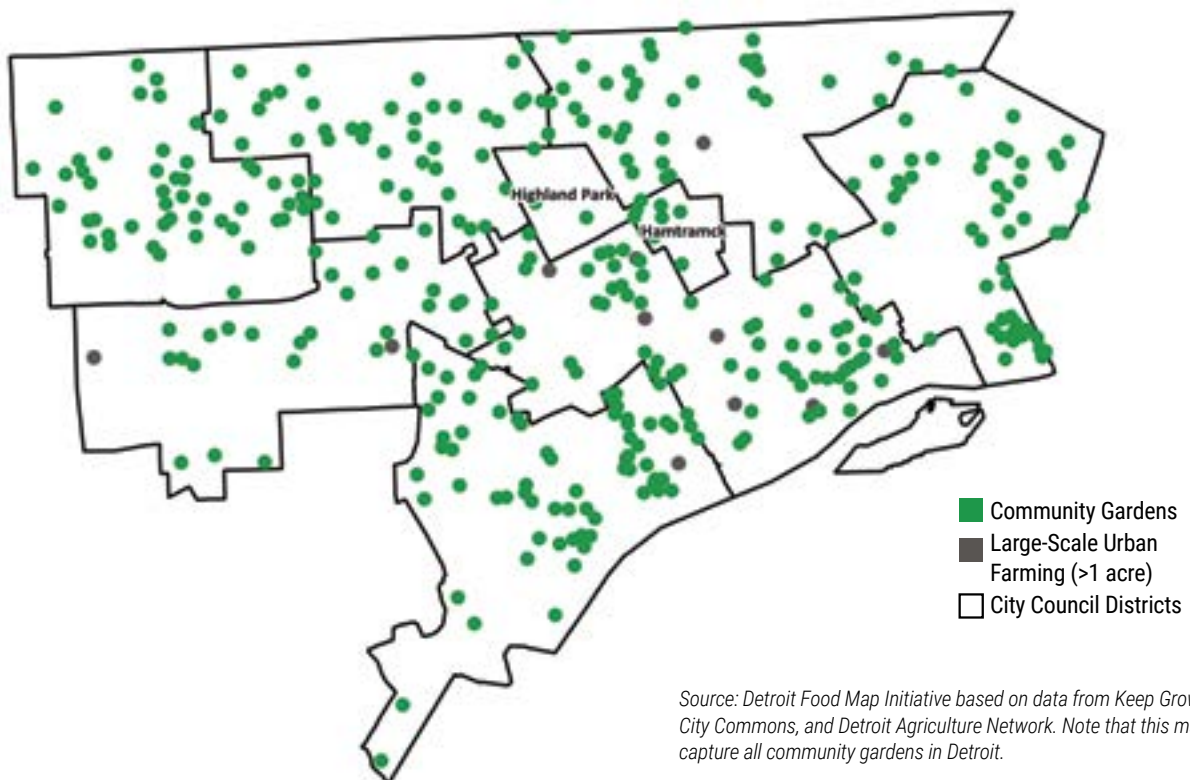 Highland Park
Hamtramck
Community Gardens
Large-Scale Urban
Farming (>1 acre)
City Council Districts
Source: Detroit Food Map Initiative based on data from Keep
City Commons, and Detroit Agriculture Network. Note that this
capture all community gardens in Detroit.